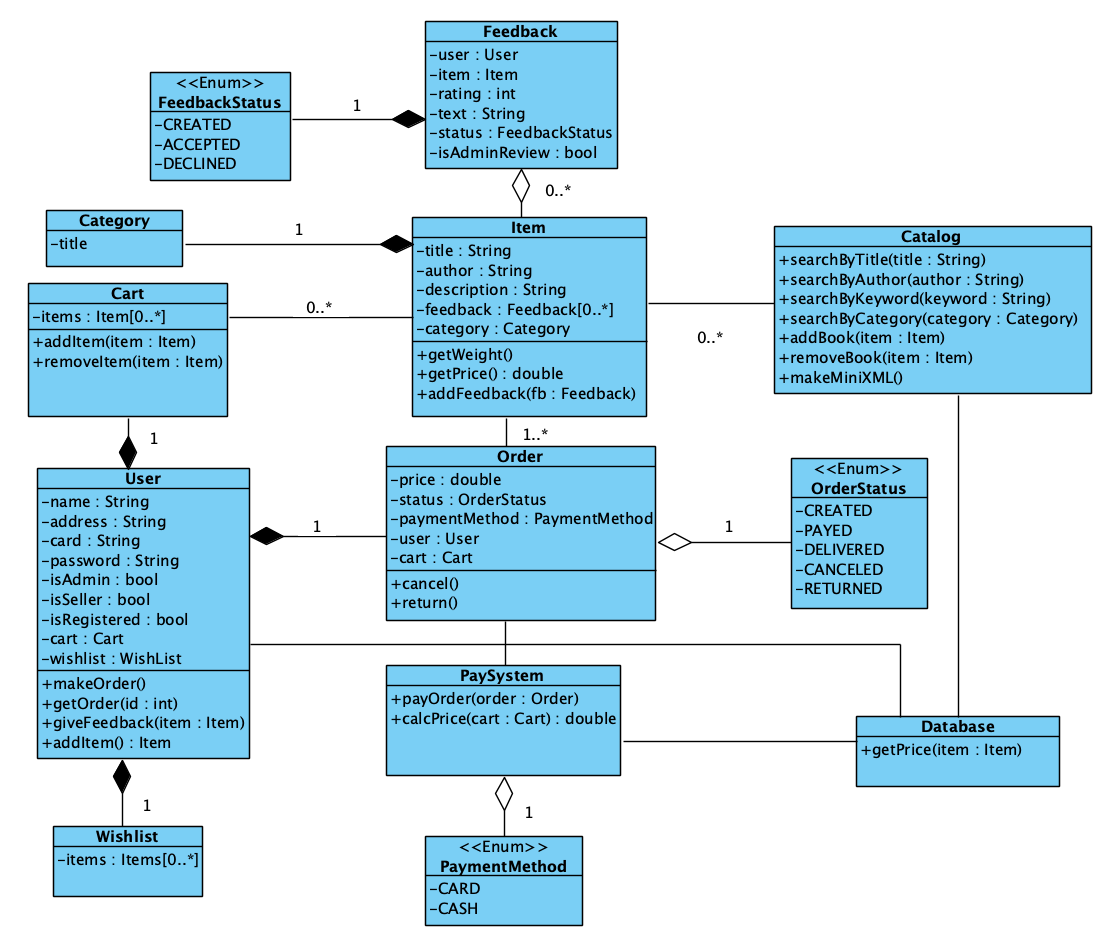 Feedback
-user : User
-item : Item
-rating : int
-text : String
-status : FeedbackStatus
-isAdminReview : bool
<<Enum>>
FeedbackStatus
-CREATED
-ACCEPTED
-DECLINED
1
0..*
Category
-title
1
Item
-title : String
-author : String
-description : String
-feedback : Feedback[0..*]
-category : Category
+getWeight()
+getPrice() : double
+addFeedback(fb : Feedback)
Catalog
+searchByTitle(title : String)
+searchByAuthor(author : String)
+searchByKeyword(keyword : String)
+searchByCategory(category : Category)
+addBook(item : Item)
+removeBook(item : Item)
+makeMiniXML()
Cart
-items : Item[0..*]
+addItem(item : Item)
+removeItem(item : Item)
0..*
0..*
1
1..*
User
-name : String
-address : String
-card : String
-password : String
-isAdmin : bool
-isSeller : bool
-isRegistered : bool
-cart : Cart
-wishlist : WishList
+makeOrder()
+getOrder(id : int)
+giveFeedback(item : Item)
+addItem() : Item
1
Order
-price : double
-status : OrderStatus
-paymentMethod : PaymentMethod
-user : User
-cart : Cart
+cancel()
+return()
1
<<Enum>>
OrderStatus
-CREATED
-PAYED
-DELIVERED
-CANCELED
-RETURNED
PaySystem
+payOrder(order : Order)
+calcPrice(cart : Cart) : double
Database
+getPrice(item : Item)
1
1
Wishlist
-items : Items[0..*]
<<Enum>>
PaymentMethod
-CARD
-CASH